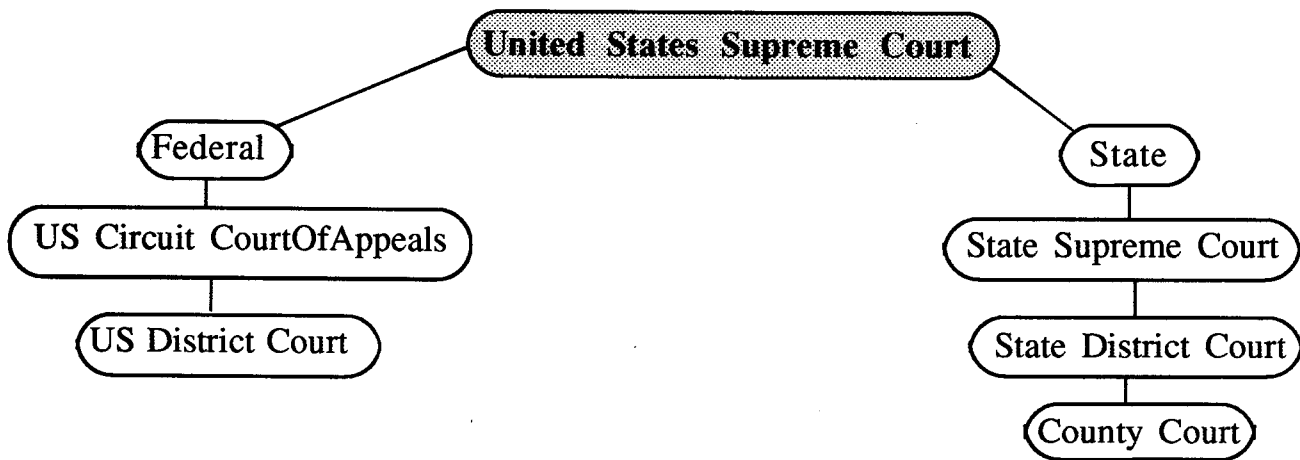 United States Supreme Court
Federal
State
US Circuit CourtOfAppeals
State Supreme Court
US District Court
State District Court
County Court